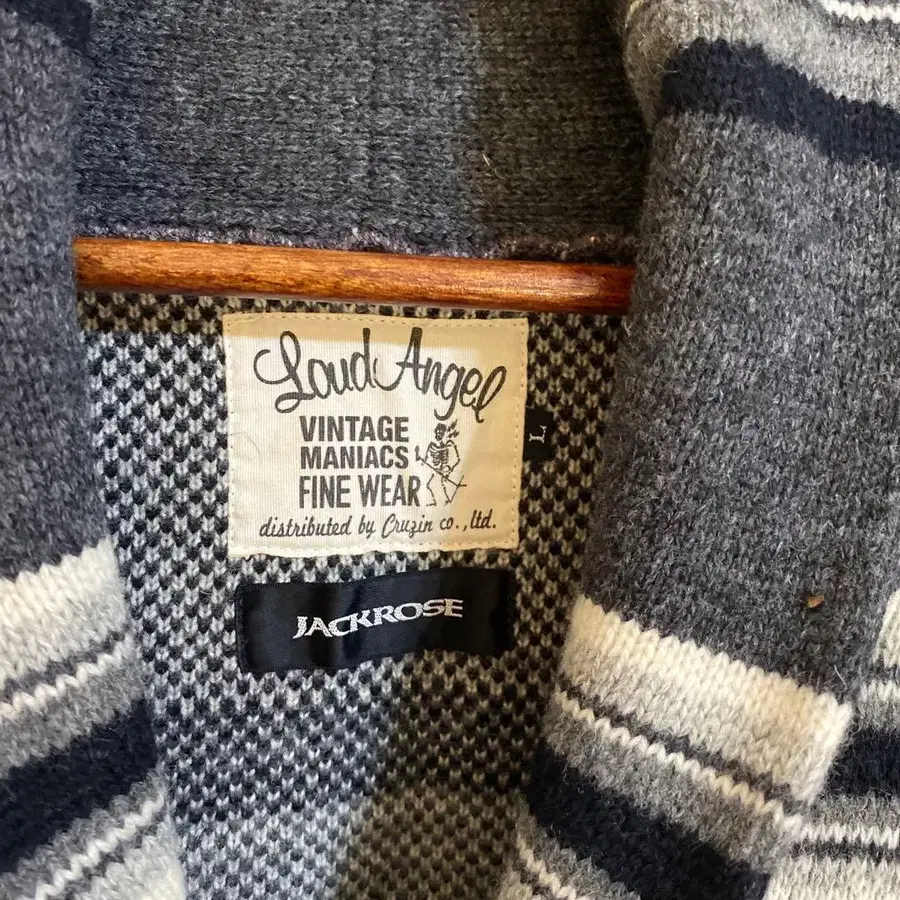 Loud Angel
VINTAGE
MANIACS
FINE WEAR
distributed by Cruzin co.,ltd.
L
JACKROSE